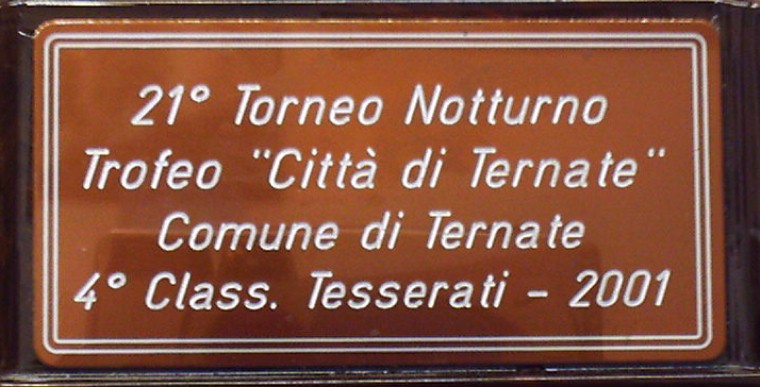 21° Torneo Notturno
Trofeo "Città di Ternate"
Comune di Ternate
4° Class. Tesserati - 2001